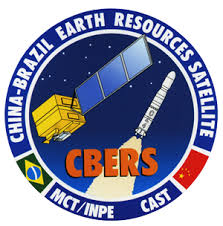 CHINA-BRAZIL EARTH RESOURCES SATELLITE
CBERS
MCT/INPE CAST